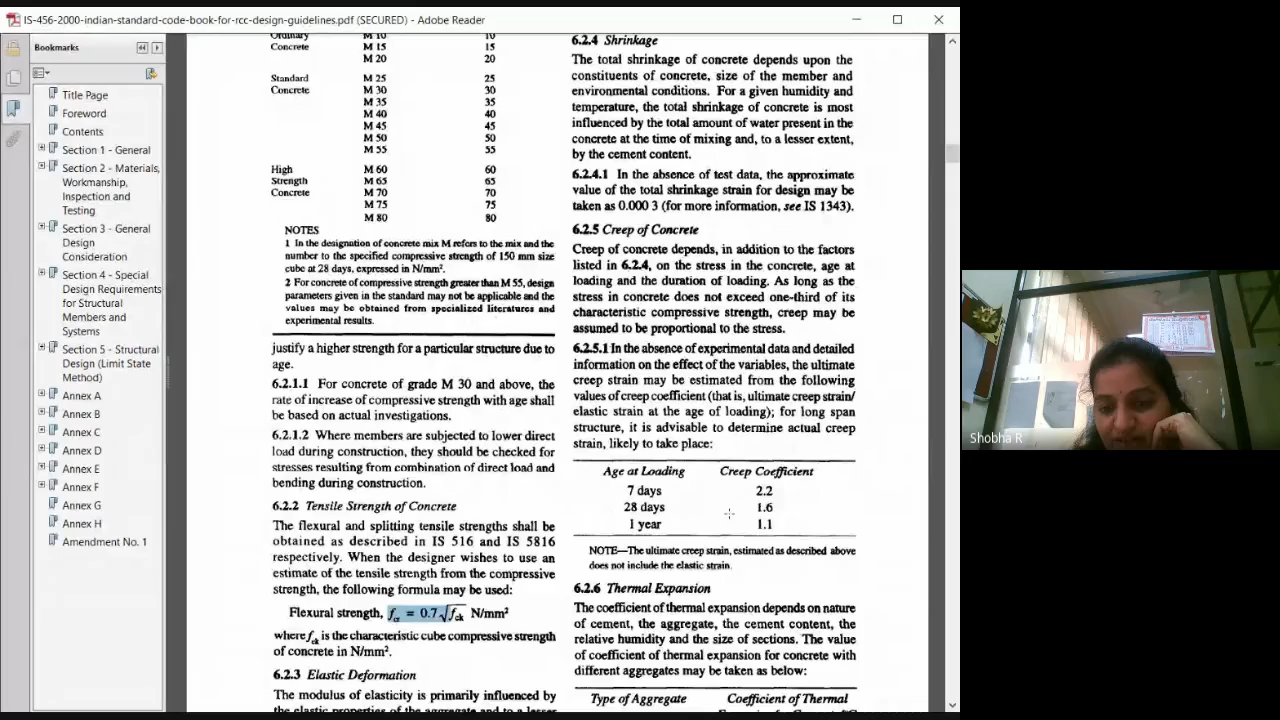 IS-456-2000-indian-standard-code-book-for-rcc-design-guidelines.pdf (SECURED) - Adobe Reader
Bookmarks
Title Page
Foreword
Contents
Section 1 - General
Section 2 - Materials,
Workmanship,
Inspection and
Testing
Section 3 - General
Design
Consideration
Section 4 - Special
Design Requirements
for Structural
Members and
Systems
Section 5 - Structural
Design (Limit State
Method)
Annex A
Annex B
Annex C
Annex D
Annex E
Annex F
Annex G
Annex H
Amendment No. 1
Ordinary M 10 10
Concrete M 15 15
M 20 20
Standard M 25 25
Concrete M 30 30
M 35 35
M 40 40
M 45 45
M 50 50
M 55 55
High M 60 60
Strength M 65 65
Concrete M 70 70
M 75 75
M 80 80
NOTES
1 In the designation of concrete mix M refers to the mix and the
number to the specified compressive strength of 150 mm size
cube at 28 days, expressed in N/mm².
2 For concrete of compressive strength greater than M 55, design
parameters given in the standard may not be applicable and the
values may be obtained from specialized literatures and
experimental results.
justify a higher strength for a particular structure due to
age.
6.2.1.1 For concrete of grade M 30 and above, the
rate of increase of compressive strength with age shall
be based on actual investigations.
6.2.1.2 Where members are subjected to lower direct
load during construction, they should be checked for
stresses resulting from combination of direct load and
bending during construction.
6.2.2 Tensile Strength of Concrete
The flexural and splitting tensile strengths shall be
obtained as described in IS 516 and IS 5816
respectively. When the designer wishes to use an
estimate of the tensile strength from the compressive
strength, the following formula may be used:
Flexural strength, fcr = 0.7√fck N/mm²
where fck is the characteristic cube compressive strength
of concrete in N/mm².
6.2.3 Elastic Deformation
The modulus of elasticity is primarily influenced by
the elastic properties of the aggregate and to a lesser
6.2.4 Shrinkage
The total shrinkage of concrete depends upon the
constituents of concrete, size of the member and
environmental conditions. For a given humidity and
temperature, the total shrinkage of concrete is most
influenced by the total amount of water present in the
concrete at the time of mixing and, to a lesser extent,
by the cement content.
6.2.4.1 In the absence of test data, the approximate
value of the total shrinkage strain for design may be
taken as 0.000 3 (for more information, see IS 1343).
6.2.5 Creep of Concrete
Creep of concrete depends, in addition to the factors
listed in 6.2.4, on the stress in the concrete, age at
loading and the duration of loading. As long as the
stress in concrete does not exceed one-third of its
characteristic compressive strength, creep may be
assumed to be proportional to the stress.
6.2.5.1 In the absence of experimental data and detailed
information on the effect of the variables, the ultimate
creep strain may be estimated from the following
values of creep coefficient (that is, ultimate creep strain/
elastic strain at the age of loading); for long span
structure, it is advisable to determine actual creep
strain, likely to take place:
Age at Loading Creep Coefficient
7 days 2.2
28 days 1.6
1 year 1.1
NOTE—The ultimate creep strain, estimated as described above
does not include the elastic strain.
6.2.6 Thermal Expansion
The coefficient of thermal expansion depends on nature
of cement, the aggregate, the cement content, the
relative humidity and the size of sections. The value
of coefficient of thermal expansion for concrete with
different aggregates may be taken as below:
Type of Aggregate Coefficient of Thermal
Shobha R